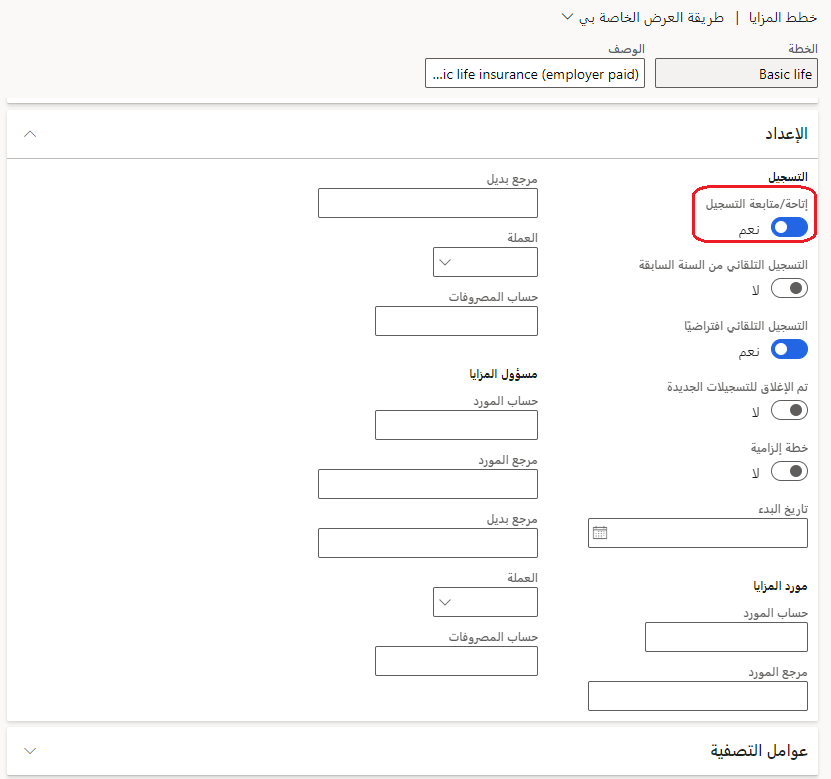 خطط المزايا | طريقة العرض الخاصة بي
الخطة
Basic life
الوصف
...ic life insurance (employer paid)
الإعداد
التسجيل
إتاحة/متابعة التسجيل
نعم
التسجيل التلقائي من السنة السابقة
لا
التسجيل التلقائي افتراضيًا
نعم
تم الإغلاق للتسجيلات الجديدة
لا
خطة إلزامية
لا
تاريخ البدء
مورد المزايا
حساب المورد
مرجع المورد
مرجع بديل
العملة
حساب المصروفات
مسؤول المزايا
حساب المورد
مرجع المورد
مرجع بديل
العملة
حساب المصروفات
عوامل التصفية